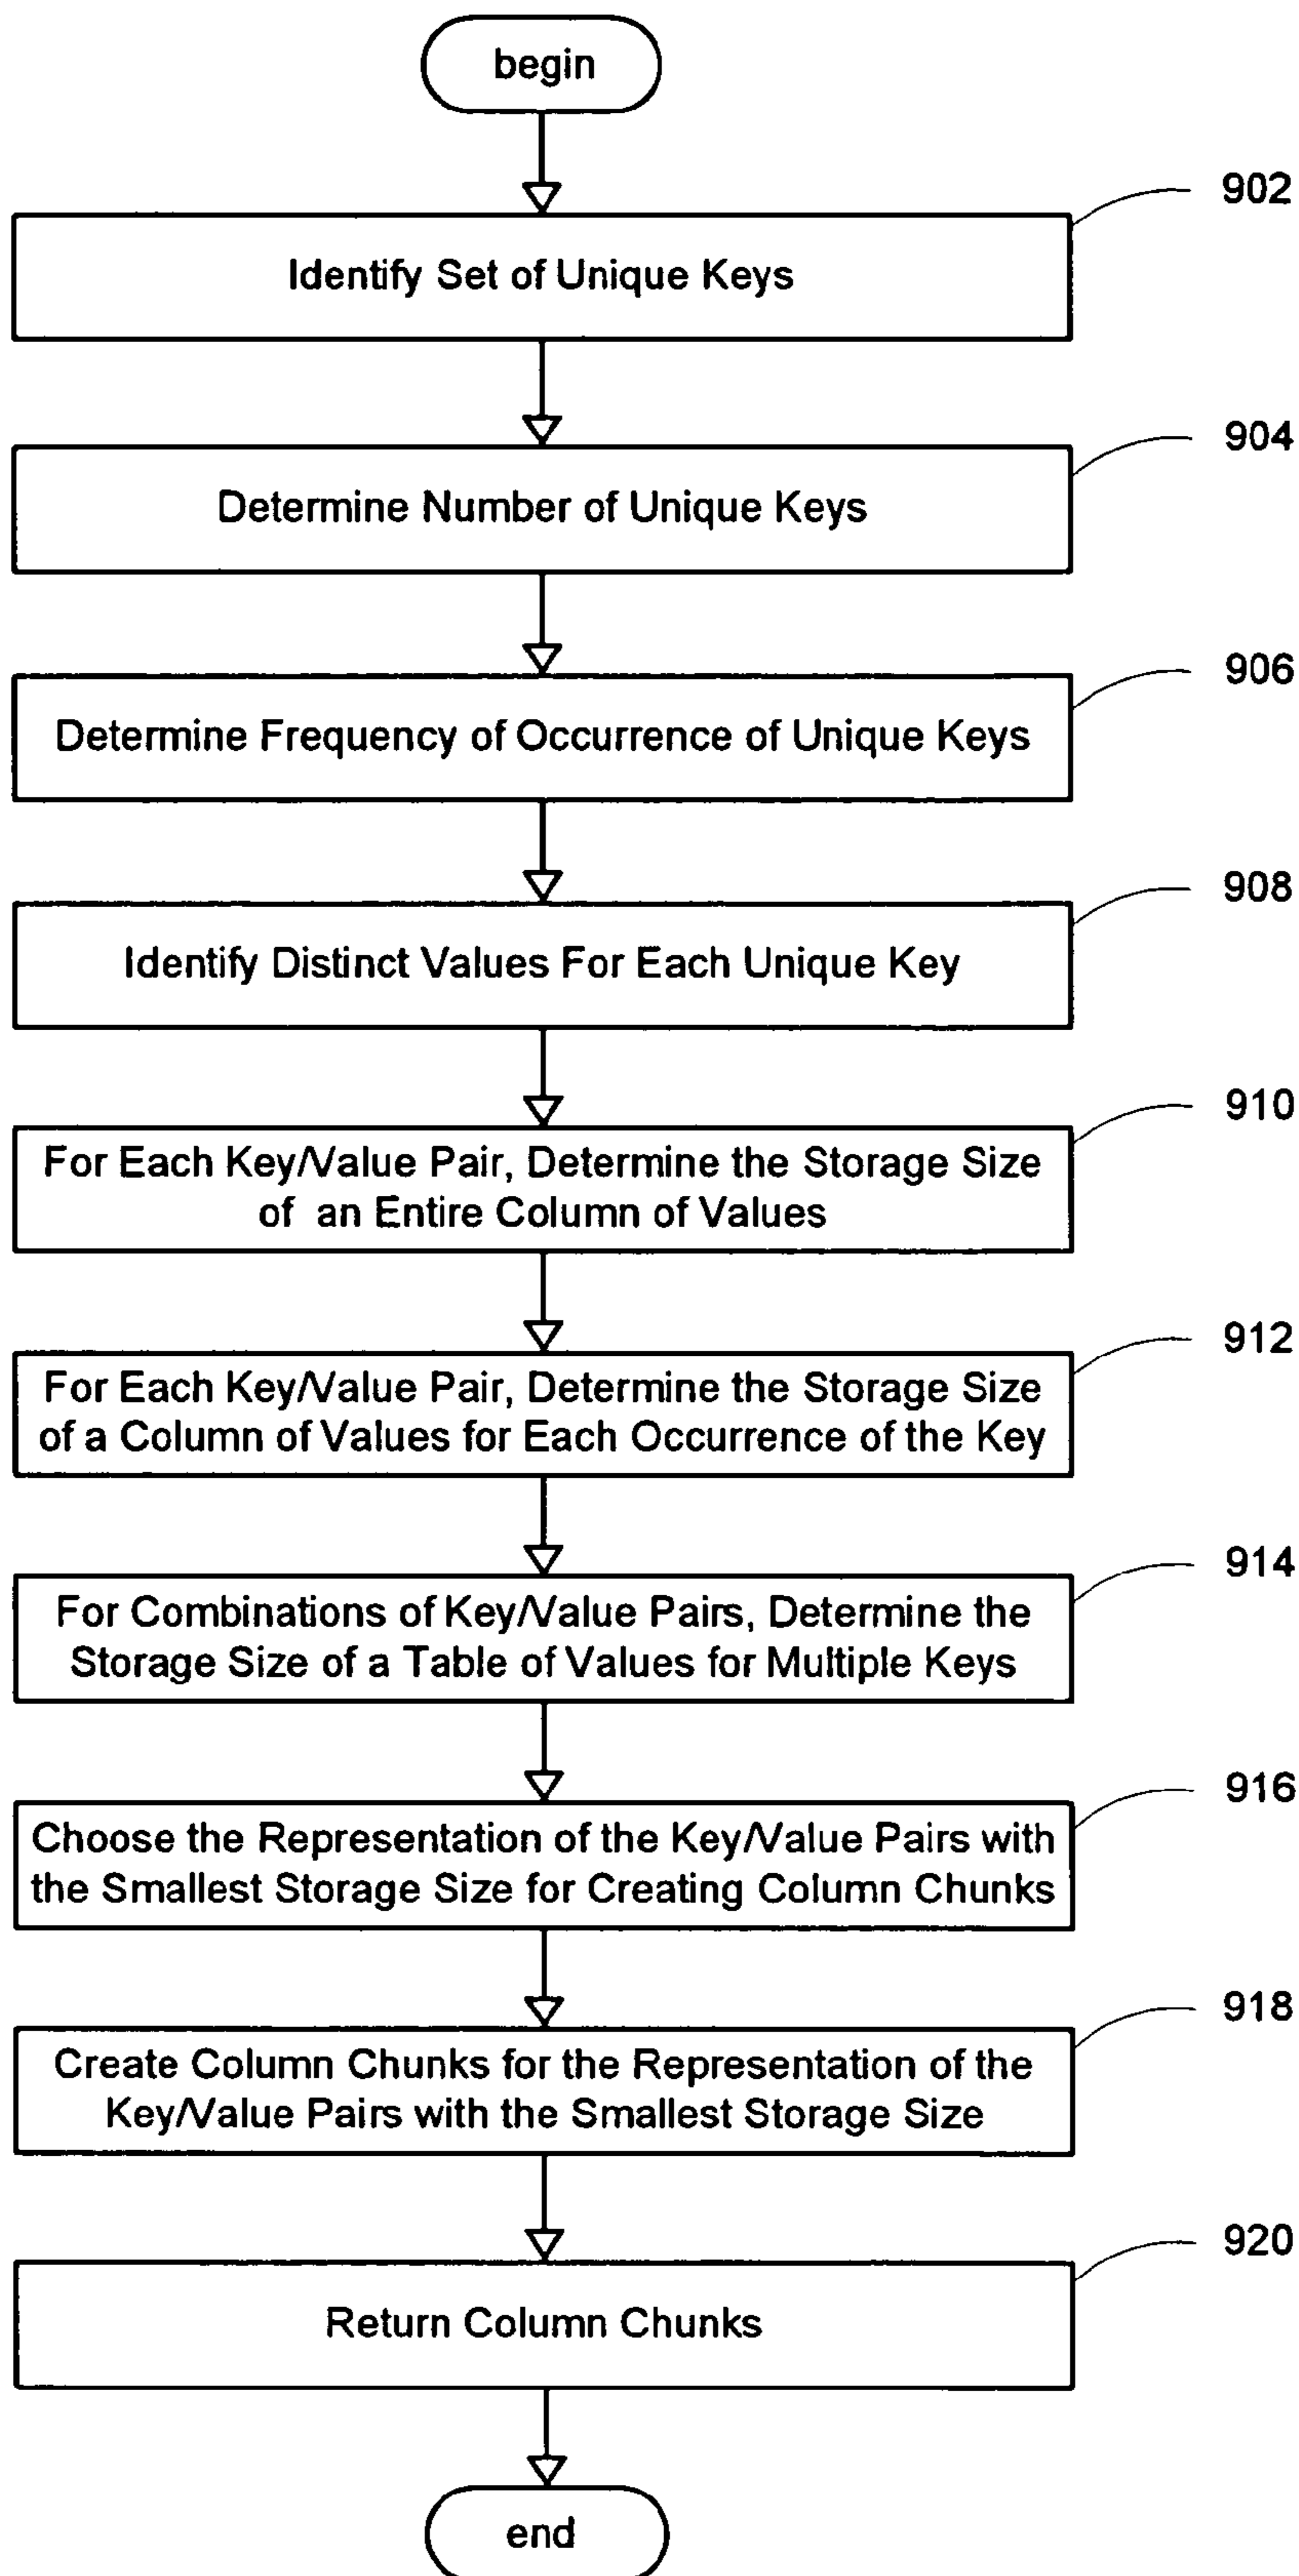 begin
902
Identify Set of Unique Keys
904
Determine Number of Unique Keys
906
Determine Frequency of Occurrence of Unique Keys
908
Identify Distinct Values For Each Unique Key
910
For Each Key/Value Pair, Determine the Storage Size
of an Entire Column of Values
912
For Each Key/Value Pair, Determine the Storage Size
of a Column of Values for Each Occurrence of the Key
914
For Combinations of Key/Value Pairs, Determine the
Storage Size of a Table of Values for Multiple Keys
916
Choose the Representation of the Key/Value Pairs with
the Smallest Storage Size for Creating Column Chunks
918
Create Column Chunks for the Representation of the
Key/Value Pairs with the Smallest Storage Size
920
Return Column Chunks
end